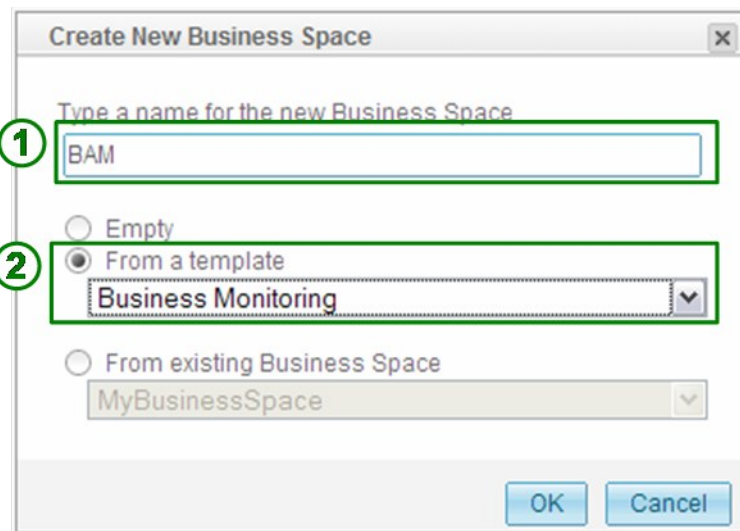 Create New Business Space
Type a name for the new Business Space
1
BAM
Empty
2
From a template
Business Monitoring
From existing Business Space
MyBusinessSpace
OK
Cancel